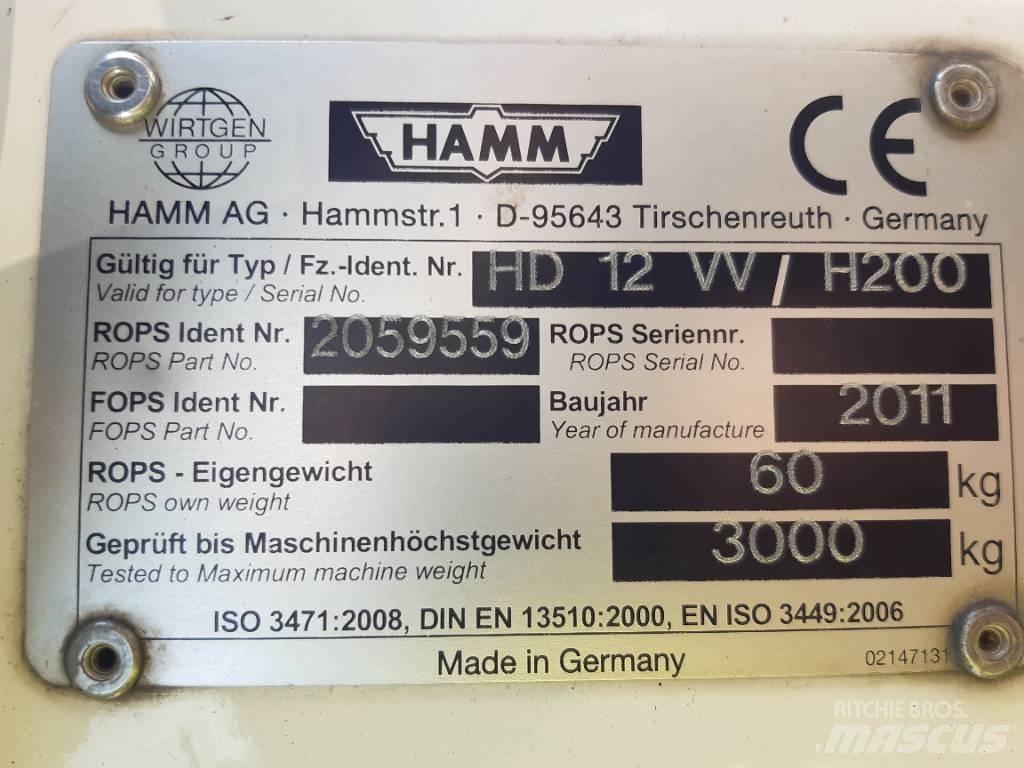 WIRTGEN
GROUP
HAMM
CE
HAMM AG · Hammstr.1 · D-95643 Tirschenreuth · Germany
Gültig für Typ / Fz.-Ident. Nr. HD 12 VV / H200
Valid for type / Serial No.
ROPS Ident Nr. 2059559 ROPS Seriennr.
ROPS Part No. ROPS Serial No.
FOPS Ident Nr. Baujahr 2011
FOPS Part No. Year of manufacture
ROPS - Eigengewicht 60 kg
ROPS own weight
Geprüft bis Maschinenhöchstgewicht 3000 kg
Tested to Maximum machine weight
ISO 3471:2008, DIN EN 13510:2000, EN ISO 3449:2006
Made in Germany 02147131
RITCHIE BROS.
MASCUS